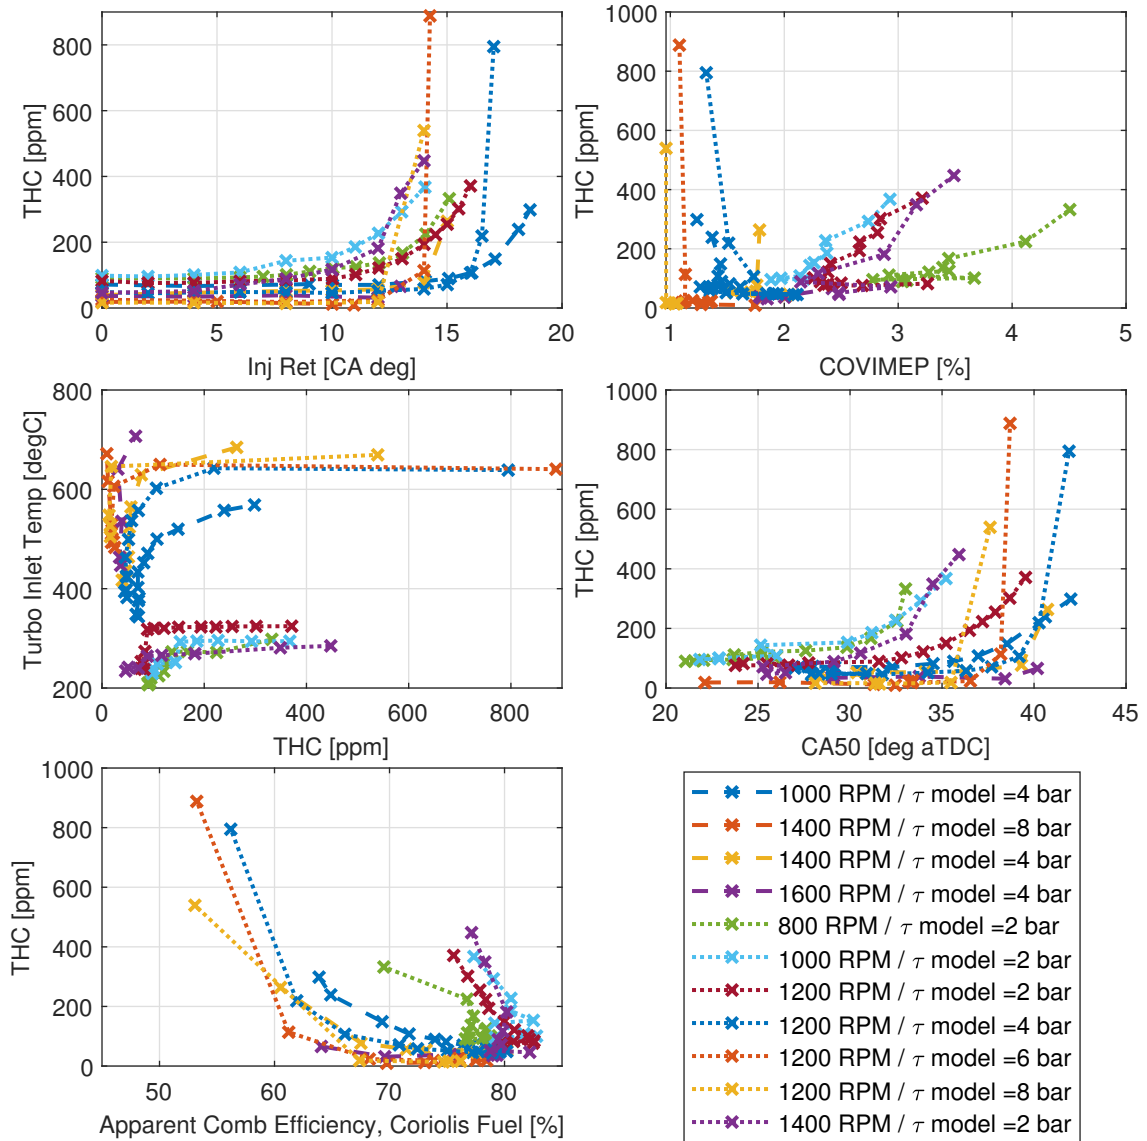 800
600
400
200
0
THC [ppm]
0 5 10 15 20
Inj Ret [CA deg]
1000
800
600
400
200
0
THC [ppm]
1 2 3 4 5
COVIMEP [%]
800
600
400
200
Turbo Inlet Temp [degC]
0 200 400 600 800
THC [ppm]
1000
800
600
400
200
0
THC [ppm]
20 25 30 35 40 45
CA50 [deg aTDC]
1000
800
600
400
200
0
THC [ppm]
50 60 70 80
Apparent Comb Efficiency, Coriolis Fuel [%]
1000 RPM / τ model =4 bar
1400 RPM / τ model =8 bar
1400 RPM / τ model =4 bar
1600 RPM / τ model =4 bar
800 RPM / τ model =2 bar
1000 RPM / τ model =2 bar
1200 RPM / τ model =2 bar
1200 RPM / τ model =4 bar
1200 RPM / τ model =6 bar
1200 RPM / τ model =8 bar
1400 RPM / τ model =2 bar